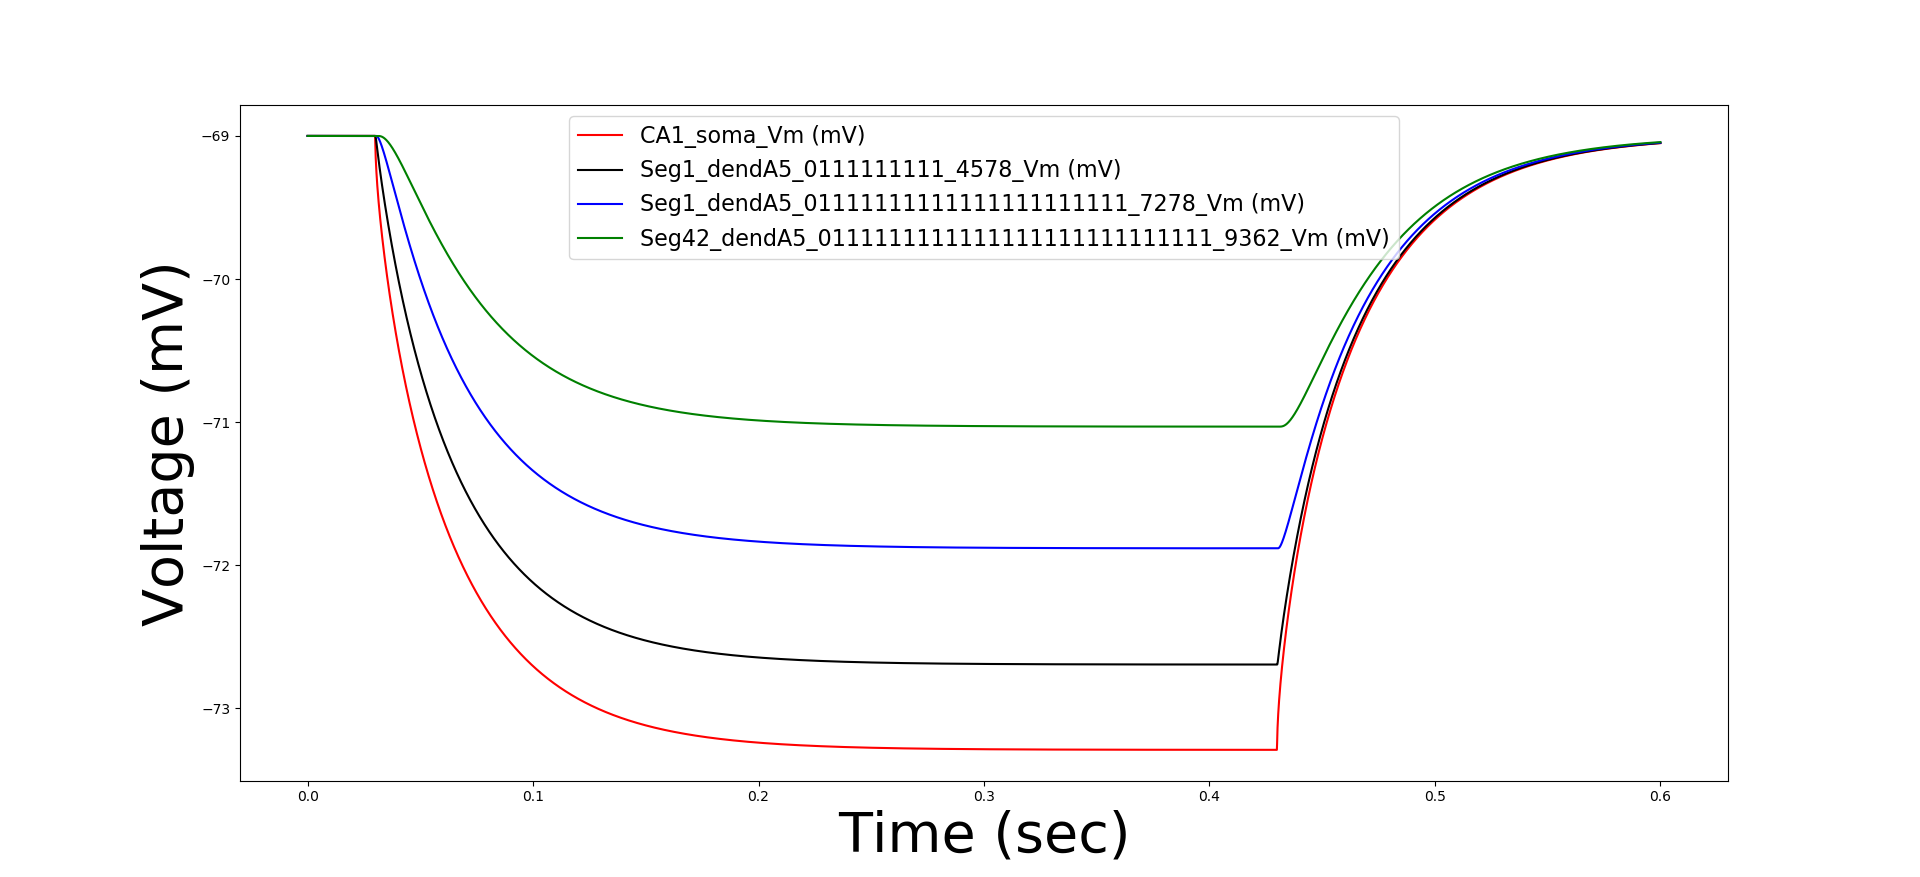 −69
−70
−71
−72
−73
0.0
0.1
0.2
0.3
0.4
0.5
0.6
Voltage (mV)
Time (sec)
CA1_soma_Vm (mV)
Seg1_dendA5_0111111111_4578_Vm (mV)
Seg1_dendA5_01111111111111111111111_7278_Vm (mV)
Seg42_dendA5_0111111111111111111111111111_9362_Vm (mV)